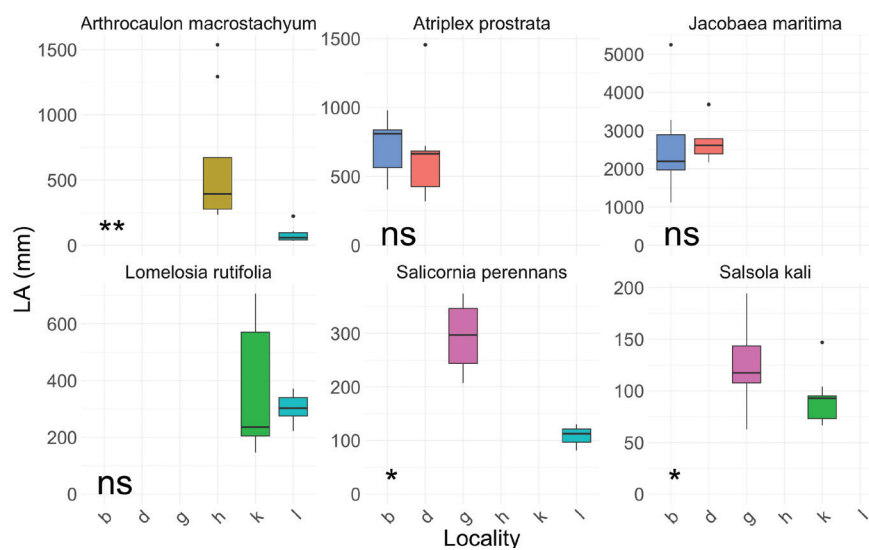 Arthrocaulon macrostachyum Atriplex prostrata Jacobaea maritima
1500 1500 5000
1000 1000 4000
3000
500 500 2000
1000
** ns ns
0 0 0
LA (mm)
Lomelosia rutifolia Salicornia perennans Salsola kali
600 300 200
150
400 200
100
200 100
50
ns * *
0 0 0
b d g h k l b d g h k l b d g h k l
Locality